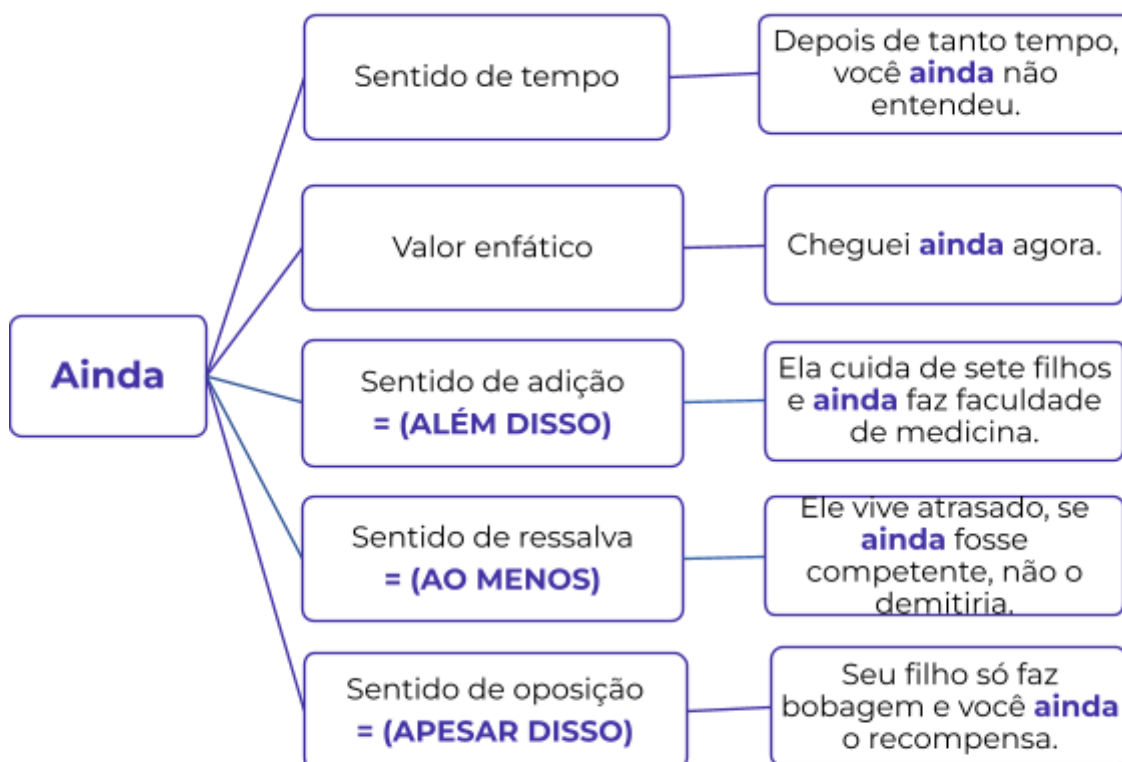 Sentido de tempo
Depois de tanto tempo,
você ainda não
entendeu.
Valor enfático
Cheguei ainda agora.
Ainda
Sentido de adição
= (ALÉM DISSO)
Ela cuida de sete filhos
e ainda faz faculdade
de medicina.
Sentido de ressalva
= (AO MENOS)
Ele vive atrasado, se
ainda fosse
competente, não o
demitiria.
Sentido de oposição
= (APESAR DISSO)
Seu filho só faz
bobagem e você ainda
o recompensa.